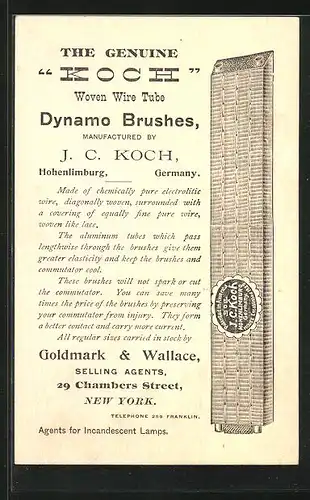 THE GENUINE
“KOCH”
Woven Wire Tube
Dynamo Brushes,
MANUFACTURED BY
J. C. KOCH,
Hohenlimburg, Germany.
Made of chemically pure electrolitic
wire, diagonally woven, surrounded with
a covering of equally fine pure wire,
woven like lace.
The aluminum tubes which pass
lengthwise through the brushes give them
greater elasticity and keep the brushes and
commutator cool.
These brushes will not spark or cut
the commutator. You can save many
times the price of the brushes by preserving
your commutator from injury. They form
a better contact and carry more current.
All regular sizes carried in stock by
Goldmark & Wallace,
SELLING AGENTS,
29 Chambers Street,
NEW YORK.
TELEPHONE 259 FRANKLIN.
Agents for Incandescent Lamps.
J.C. Koch